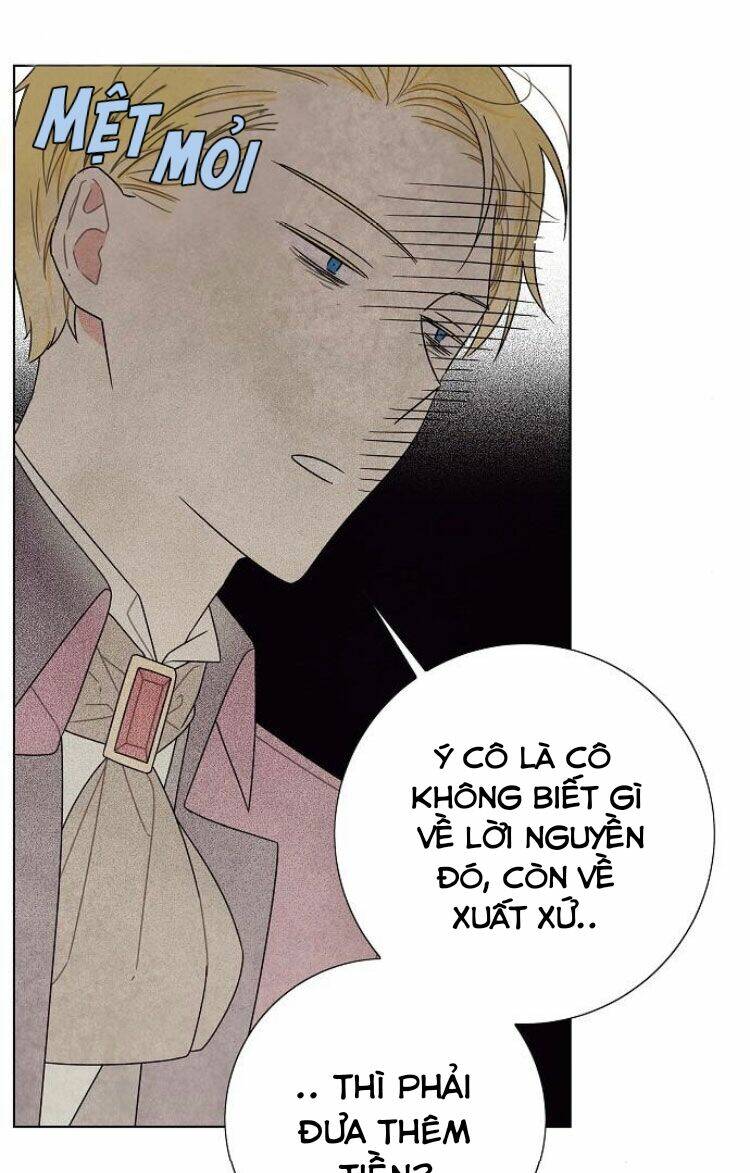 MỆT MỎI
Ý CÔ LÀ CÔ
KHÔNG BIẾT GÌ
VỀ LỜI NGUYỀN
ĐÓ, CÒN VỀ
XUẤT XỨ..
.. THÌ PHẢI
ĐƯA THÊM
TIỀN?